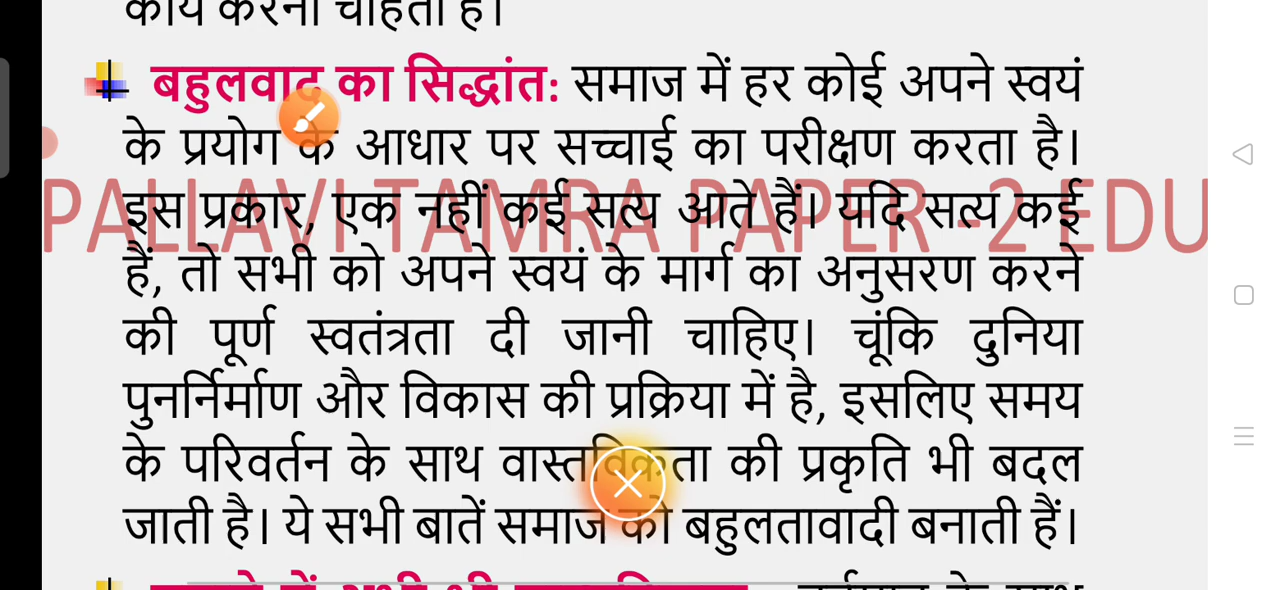 कार्य करना चाहता है।
बहुलवाद का सिद्धांत: समाज में हर कोई अपने स्वयं
के प्रयोग के आधार पर सच्चाई का परीक्षण करता है।
PALLAVI TAMRA PAPER -2 EDU
इस प्रकार, एक नहीं कई सत्य आते हैं। यदि सत्य कई
हैं, तो सभी को अपने स्वयं के मार्ग का अनुसरण करने
की पूर्ण स्वतंत्रता दी जानी चाहिए। चूंकि दुनिया
पुनर्निर्माण और विकास की प्रक्रिया में है, इसलिए समय
के परिवर्तन के साथ वास्तविकता की प्रकृति भी बदल
जाती है। ये सभी बातें समाज को बहुलतावादी बनाती हैं।